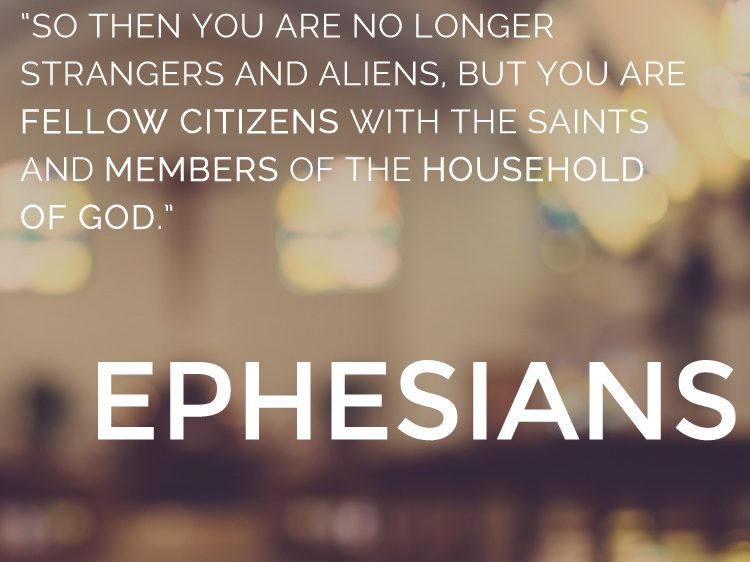 "SO THEN YOU ARE NO LONGER
STRANGERS AND ALIENS, BUT YOU ARE
FELLOW CITIZENS WITH THE SAINTS
AND MEMBERS OF THE HOUSEHOLD
OF GOD."
EPHESIANS